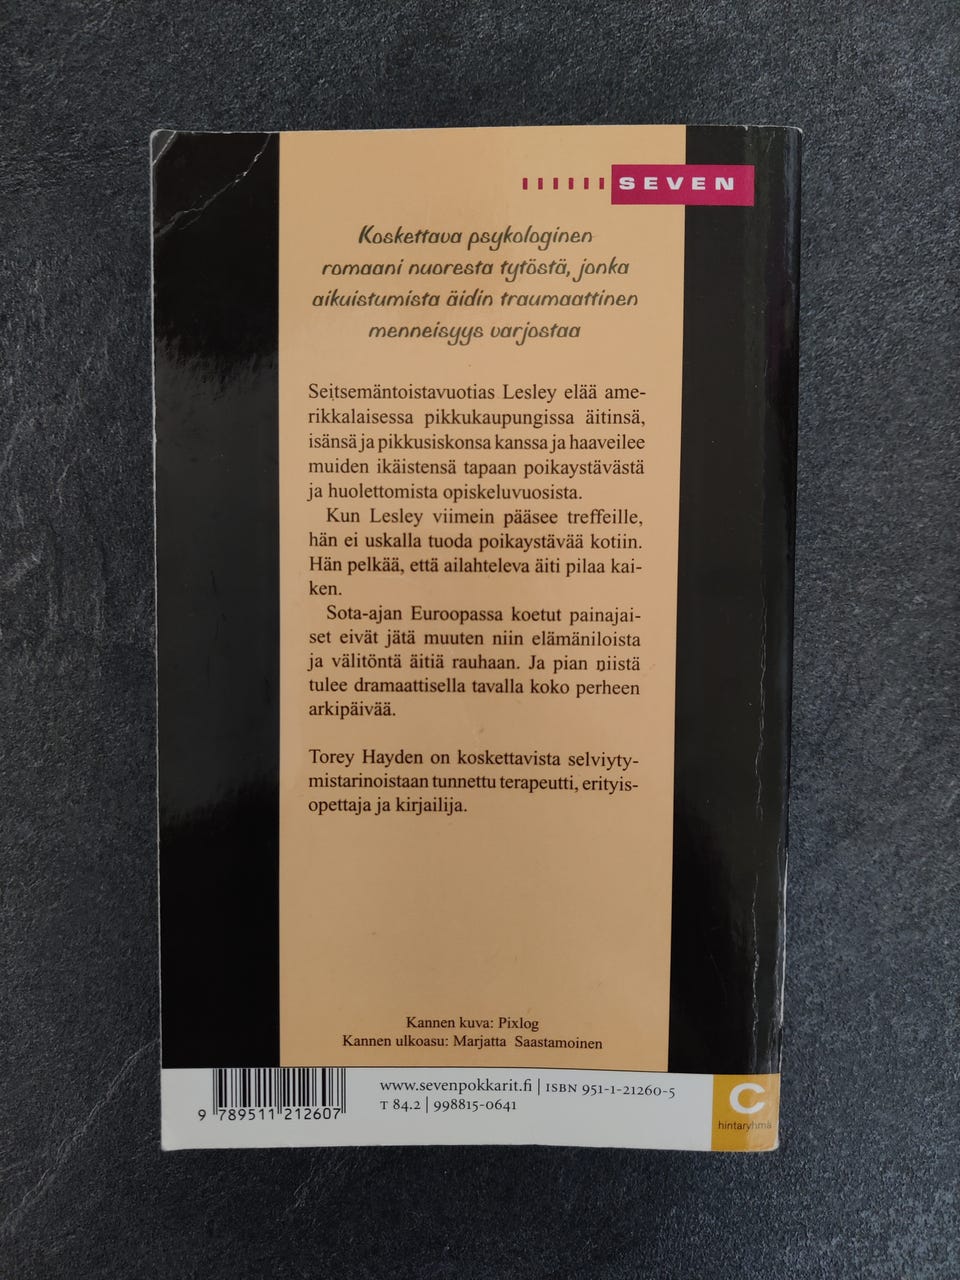 SEVEN
Koskettava psykologinen
romaani nuoresta tytöstä, jonka
aikuistumista äidin traumaattinen
menneisyys varjostaa
Seitsemäntoistavuotias Lesley elää ame-
rikkalaisessa pikkukaupungissa äitinsä,
isänsä ja pikkusiskonsa kanssa ja haaveilee
muiden ikäistensä tapaan poikaystävästä
ja huolettomista opiskeluvuosista.
Kun Lesley viimein pääsee treffeille,
hän ei uskalla tuoda poikaystävää kotiin.
Hän pelkää, että ailahteleva äiti pilaa kai-
ken.
Sota-ajan Euroopassa koetut painajai-
set eivät jätä muuten niin elämäniloista
ja välitöntä äitiä rauhaan. Ja pian niistä
tulee dramaattisella tavalla koko perheen
arkipäivää.
Torey Hayden on koskettavista selviyty-
mistarinoistaan tunnettu terapeutti, erityis-
opettaja ja kirjailija.
Kannen kuva: Pixlog
Kannen ulkoasu: Marjatta Saastamoinen
www.sevenpokkarit.fi | ISBN 951-1-21260-5
T 84.2 | 998815-0641
9 789511 212607
C
hintaryhmä